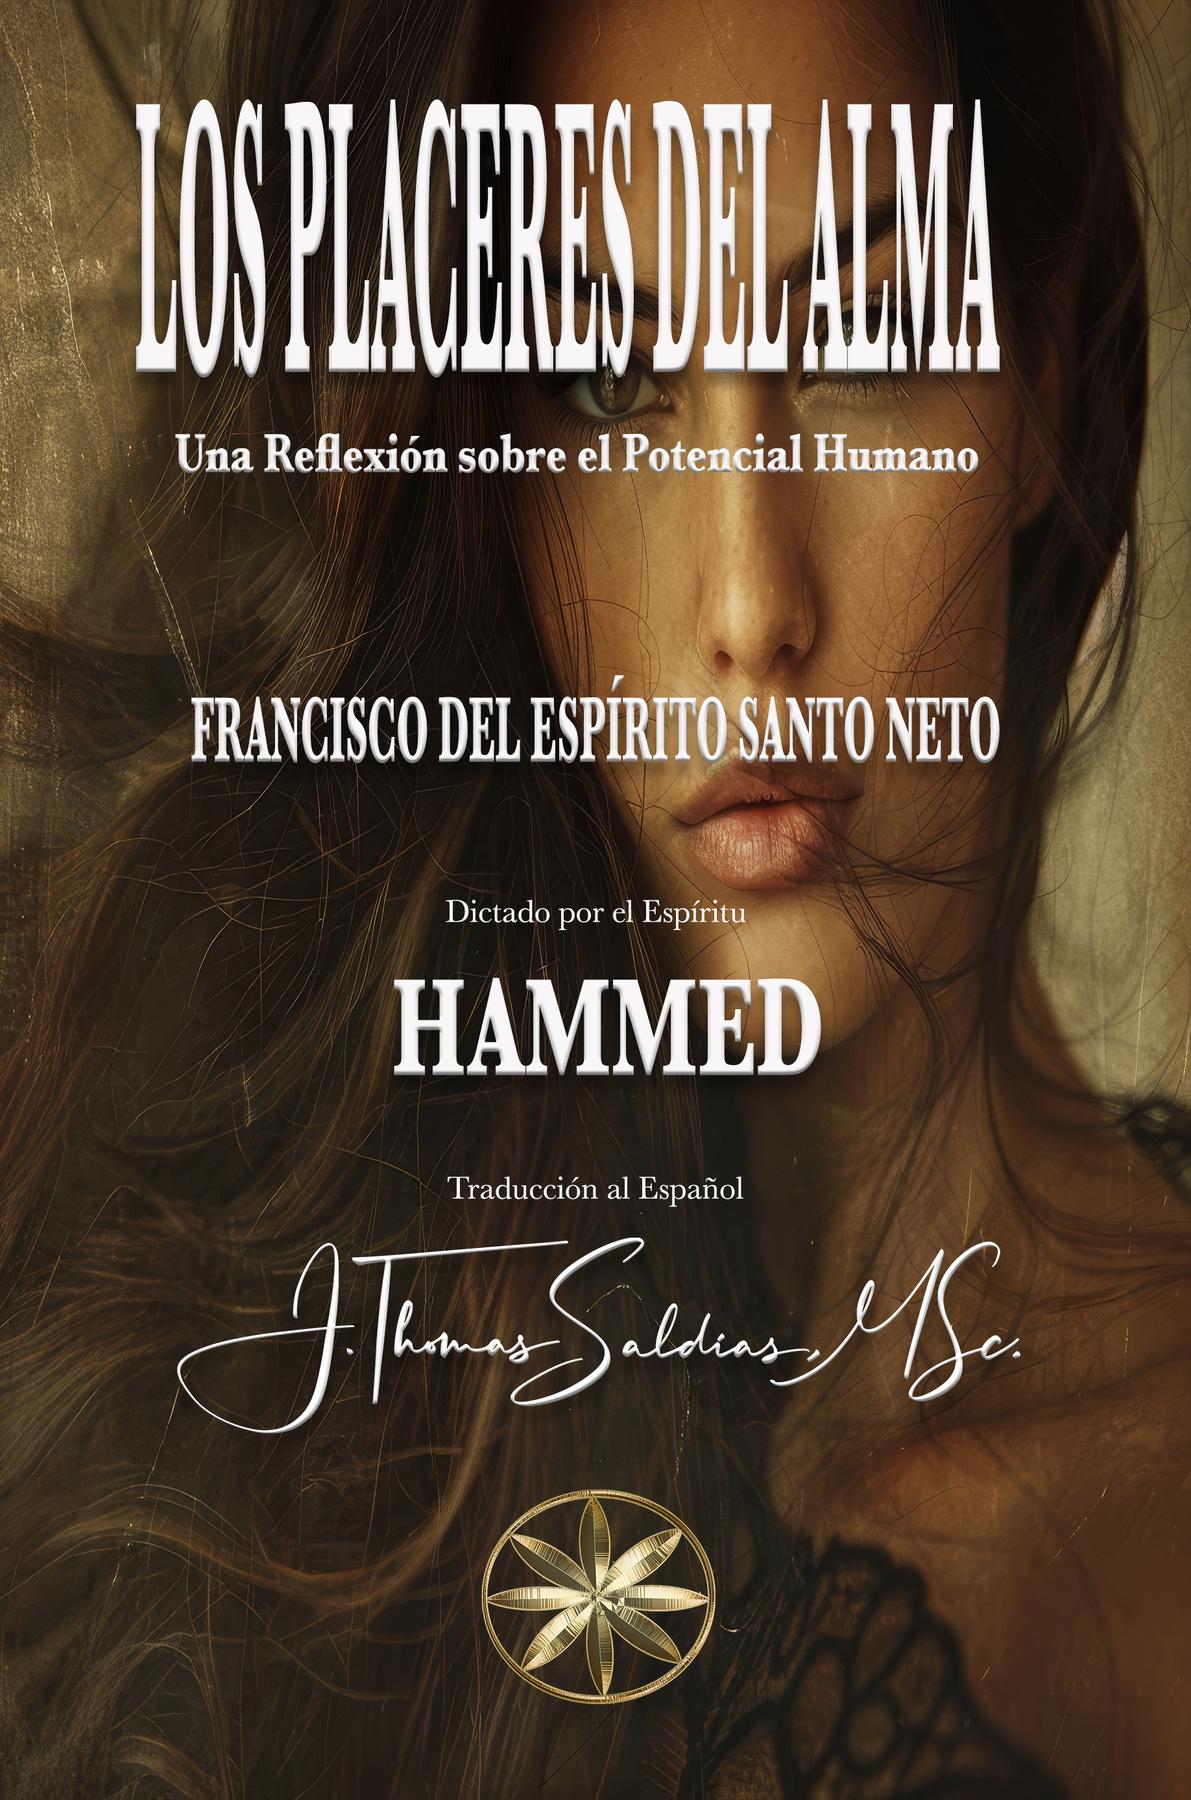 LOS PLACERES DEL ALMA
Una Reflexión sobre el Potencial Humano
FRANCISCO DEL ESPÍRITO SANTO NETO
Dictado por el Espíritu
HAMMED
Traducción al Español
J.Thomas Saldias, MSc.